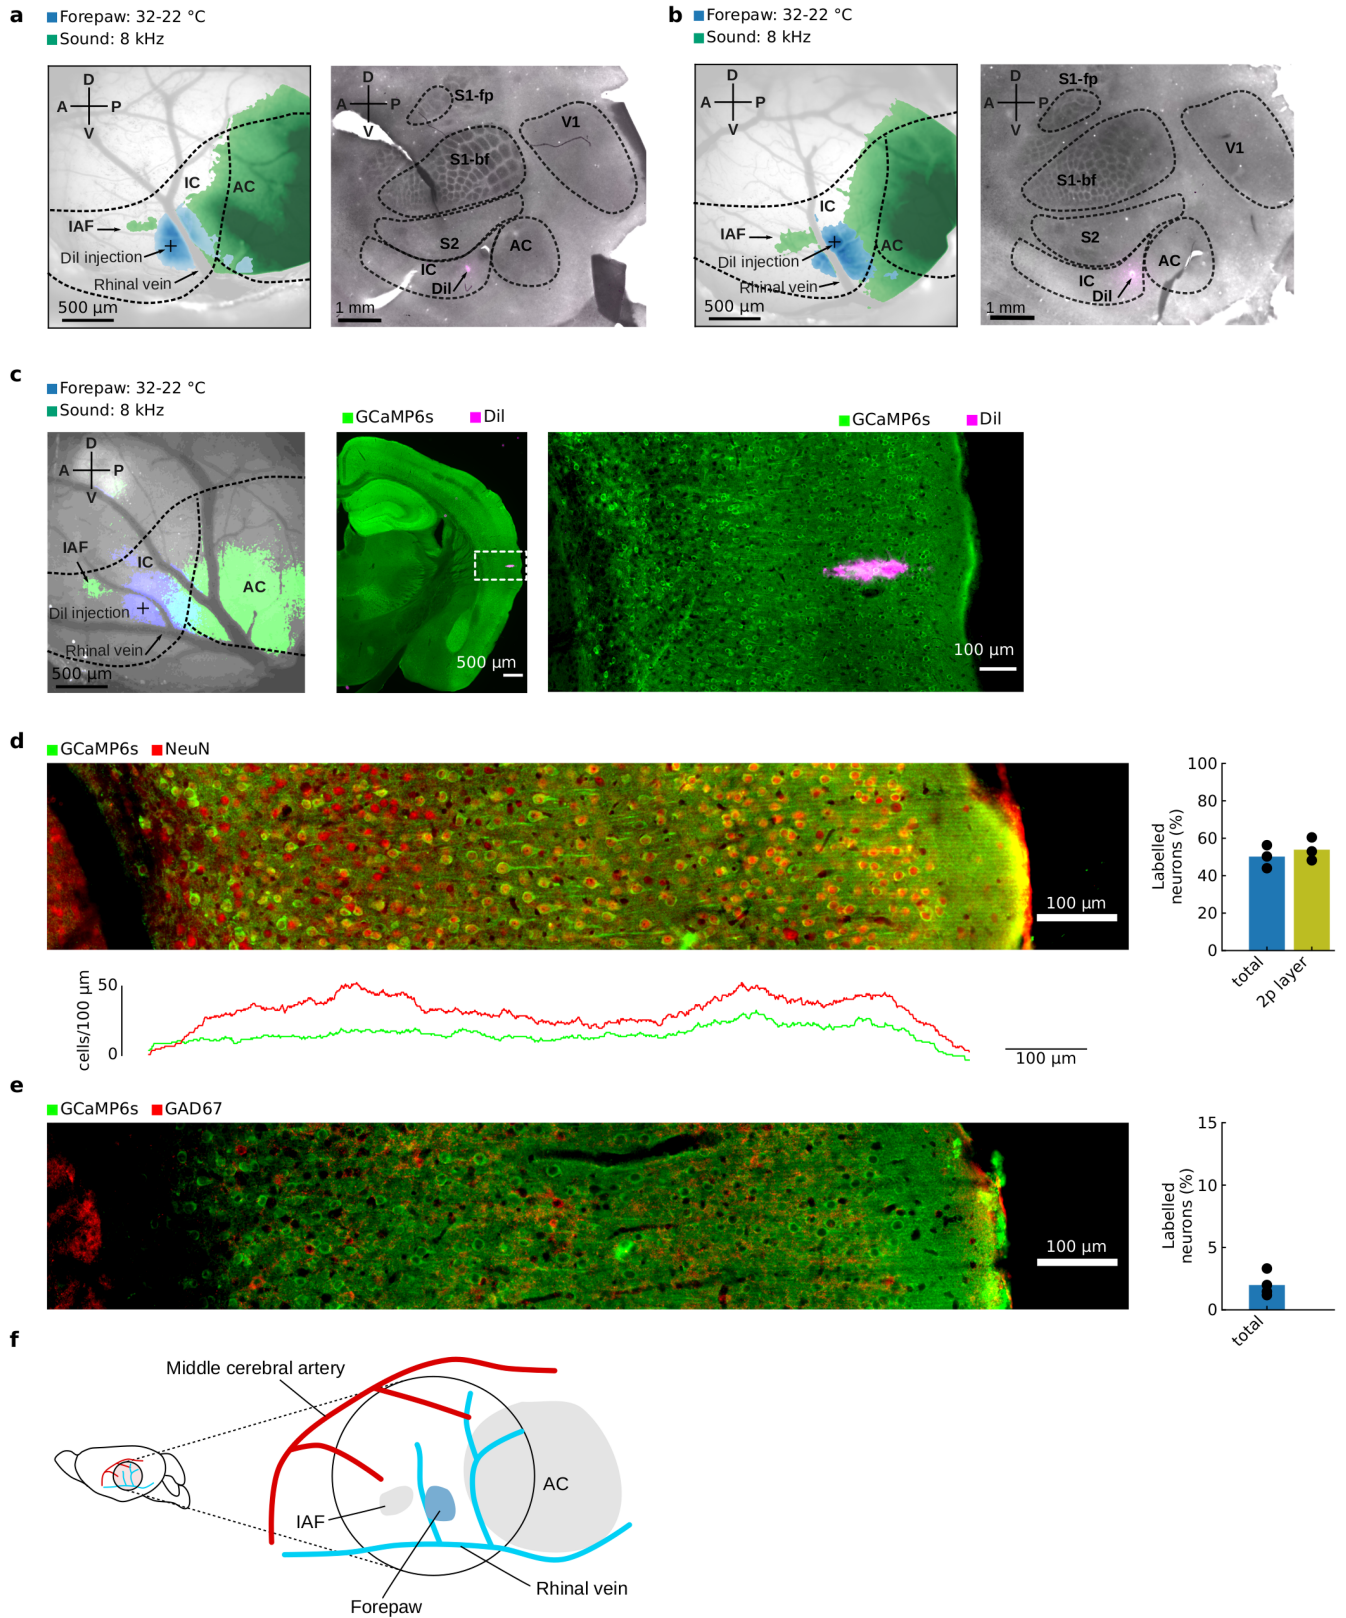 a
Forepaw: 32-22 °C
Sound: 8 kHz
D
A
P
V
IC
AC
IAF
DiI injection
Rhinal vein
500 µm
D
A
P
V
S1-fp
S1-bf
V1
S2
AC
IC
DiI
1 mm
b
Forepaw: 32-22 °C
Sound: 8 kHz
D
A
P
V
IC
IAF
AC
DiI injection
Rhinal vein
500 µm
D
A
P
V
S1-fp
V1
S1-bf
S2
AC
IC
DiI
1 mm
c
Forepaw: 32-22 °C
Sound: 8 kHz
D
A
P
V
IAF
IC
AC
DiI injection
Rhinal vein
500 µm
GCaMP6s DiI
500 µm
GCaMP6s DiI
100 µm
d
GCaMP6s NeuN
100 µm
Labelled
neurons (%)
100
80
60
40
20
0
total
2p layer
cells/100 µm
50
0
100 µm
e
GCaMP6s GAD67
100 µm
Labelled
neurons (%)
15
10
5
0
total
f
Middle cerebral artery
AC
IAF
Rhinal vein
Forepaw